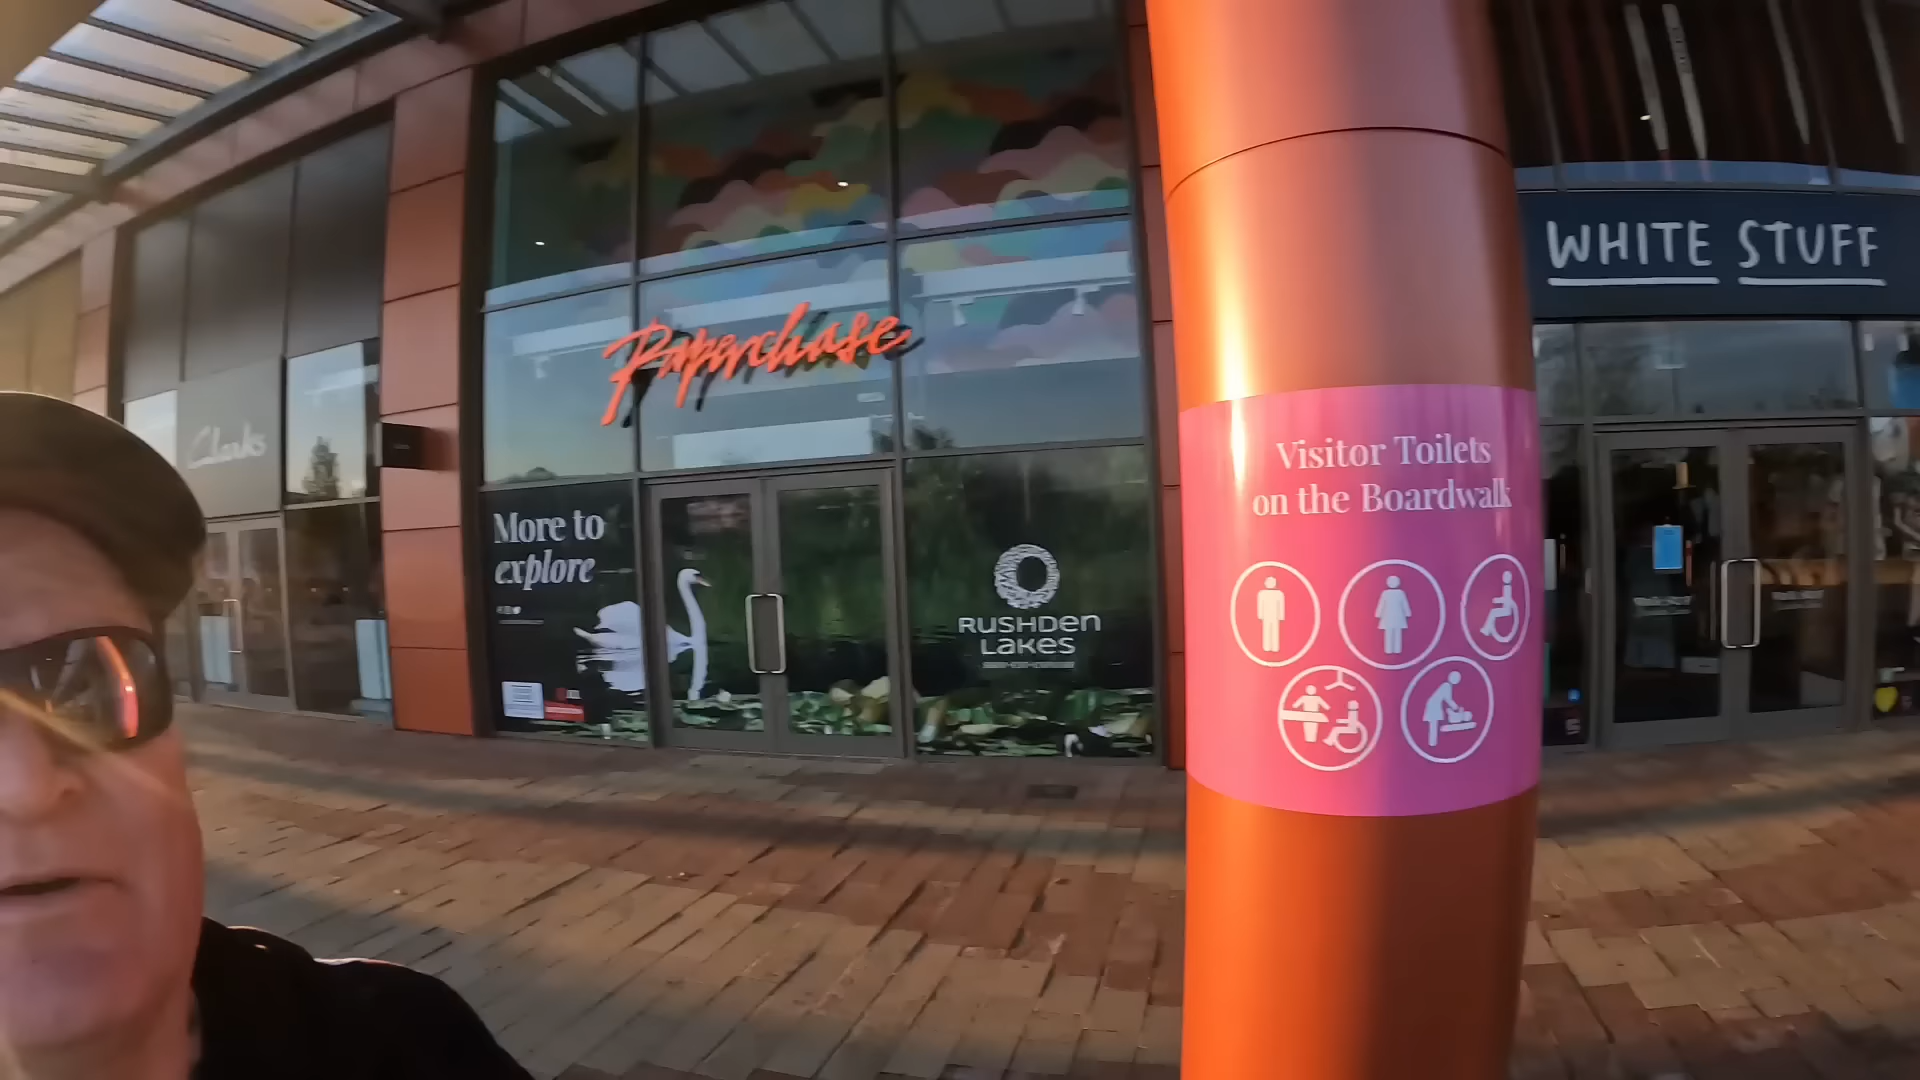 Clarks
Paperchase
More to
explore
RUSHDEN
LAKES
Visitor Toilets
on the Boardwalk
WHITE STUFF